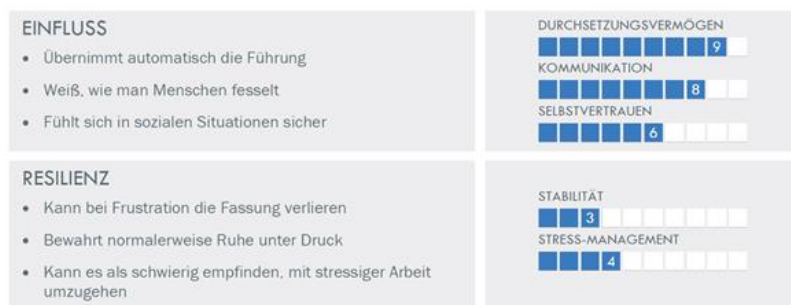 EINFLUSS
• Übernimmt automatisch die Führung
• Weiß, wie man Menschen fesselt
• Fühlt sich in sozialen Situationen sicher
DURCHSETZUNGSVERMÖGEN
9
KOMMUNIKATION
8
SELBSTVERTRAUEN
6
RESILIENZ
• Kann bei Frustration die Fassung verlieren
• Bewahrt normalerweise Ruhe unter Druck
• Kann es als schwierig empfinden, mit stressiger Arbeit
umzugehen
STABILITÄT
3
STRESS-MANAGEMENT
4